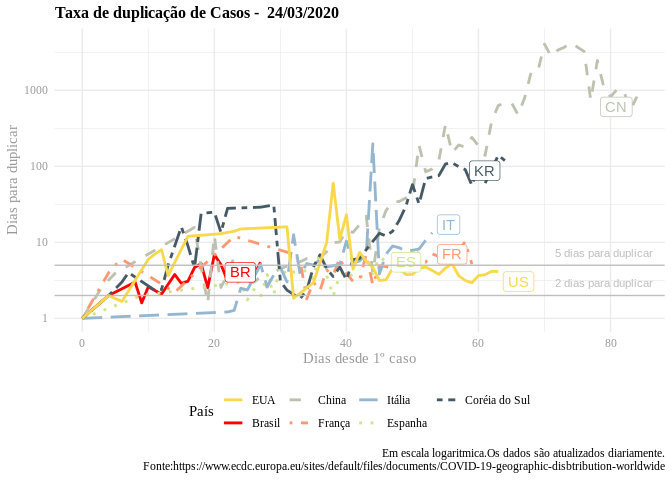 Taxa de duplicação de Casos -  24/03/2020
Dias para duplicar
1000
100
10
1
CN
KR
IT
FR
ES
BR
US
5 dias para duplicar
2 dias para duplicar
0
20
40
60
80
Dias desde 1º caso
País
EUA
China
Itália
Coréia do Sul
Brasil
França
Espanha
Em escala logaritmica.Os dados são atualizados diariamente.
Fonte:https://www.ecdc.europa.eu/sites/default/files/documents/COVID-19-geographic-disbtribution-worldwide